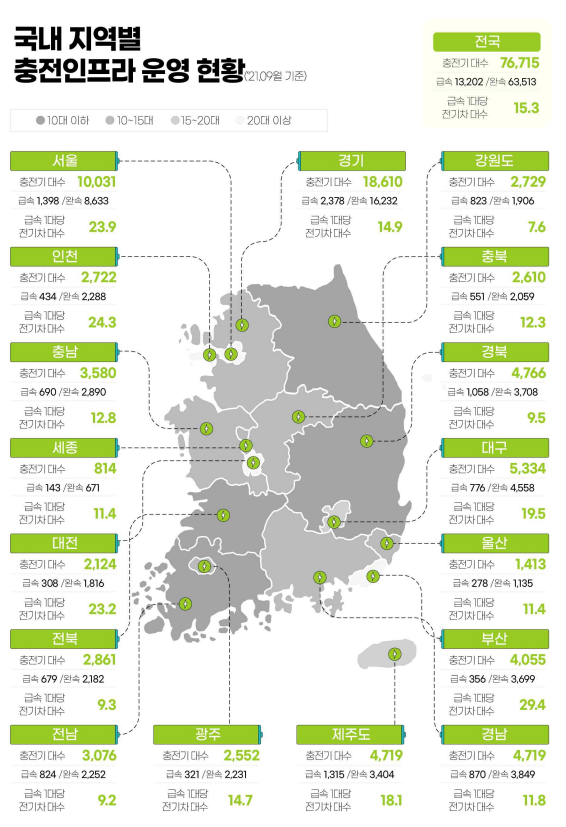 국내 지역별
충전인프라 운영 현황('21.09월 기준)
전국
충전기 대수 76,715
급속 13,202 /완속 63,513
급속 1대당
전기차 대수 15.3
10대 이하 10~15대 15~20대 20대 이상
서울
충전기 대수 10,031
급속 1,398 /완속 8,633
급속 1대당
전기차 대수 23.9
경기
충전기 대수 18,610
급속 2,378 /완속 16,232
급속 1대당
전기차 대수 14.9
강원도
충전기 대수 2,729
급속 823 /완속 1,906
급속 1대당
전기차 대수 7.6
인천
충전기 대수 2,722
급속 434 /완속 2,288
급속 1대당
전기차 대수 24.3
충북
충전기 대수 2,610
급속 551 /완속 2,059
급속 1대당
전기차 대수 12.3
충남
충전기 대수 3,580
급속 690 /완속 2,890
급속 1대당
전기차 대수 12.8
경북
충전기 대수 4,766
급속 1,058 /완속 3,708
급속 1대당
전기차 대수 9.5
세종
충전기 대수 814
급속 143 /완속 671
급속 1대당
전기차 대수 11.4
대구
충전기 대수 5,334
급속 776 /완속 4,558
급속 1대당
전기차 대수 19.5
대전
충전기 대수 2,124
급속 308 /완속 1,816
급속 1대당
전기차 대수 23.2
울산
충전기 대수 1,413
급속 278 /완속 1,135
급속 1대당
전기차 대수 11.4
전북
충전기 대수 2,861
급속 679 /완속 2,182
급속 1대당
전기차 대수 9.3
부산
충전기 대수 4,055
급속 356 /완속 3,699
급속 1대당
전기차 대수 29.4
전남
충전기 대수 3,076
급속 824 /완속 2,252
급속 1대당
전기차 대수 9.2
광주
충전기 대수 2,552
급속 321 /완속 2,231
급속 1대당
전기차 대수 14.7
제주도
충전기 대수 4,719
급속 1,315 /완속 3,404
급속 1대당
전기차 대수 18.1
경남
충전기 대수 4,719
급속 870 /완속 3,849
급속 1대당
전기차 대수 11.8